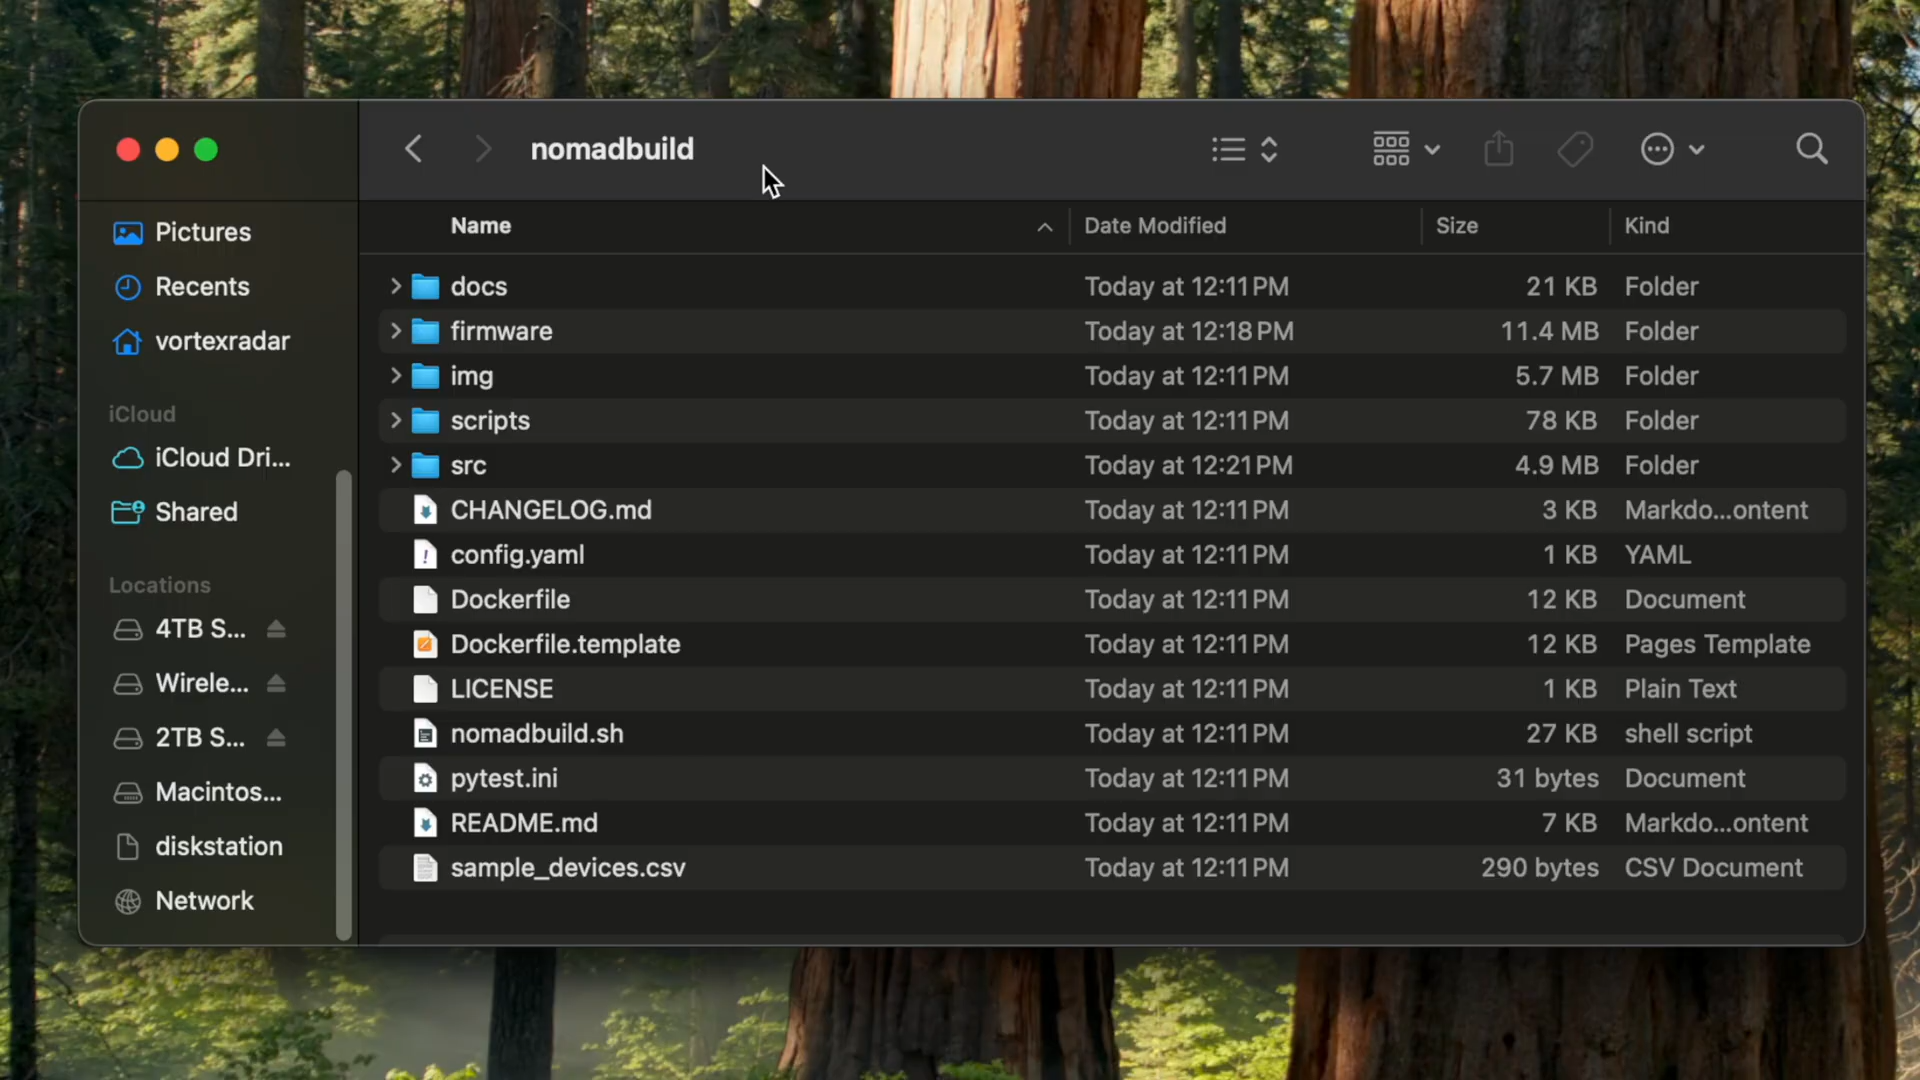 nomadbuild
Pictures
Recents
vortexradar
iCloud
iCloud Dri...
Shared
Locations
4TB S...
Wirele...
2TB S...
Macintos...
diskstation
Network
Name Date Modified Size Kind
docs Today at 12:11 PM 21 KB Folder
firmware Today at 12:18 PM 11.4 MB Folder
img Today at 12:11 PM 5.7 MB Folder
scripts Today at 12:11 PM 78 KB Folder
src Today at 12:21 PM 4.9 MB Folder
CHANGELOG.md Today at 12:11 PM 3 KB Markdo...ontent
config.yaml Today at 12:11 PM 1 KB YAML
Dockerfile Today at 12:11 PM 12 KB Document
Dockerfile.template Today at 12:11 PM 12 KB Pages Template
LICENSE Today at 12:11 PM 1 KB Plain Text
nomadbuild.sh Today at 12:11 PM 27 KB shell script
pytest.ini Today at 12:11 PM 31 bytes Document
README.md Today at 12:11 PM 7 KB Markdo...ontent
sample_devices.csv Today at 12:11 PM 290 bytes CSV Document